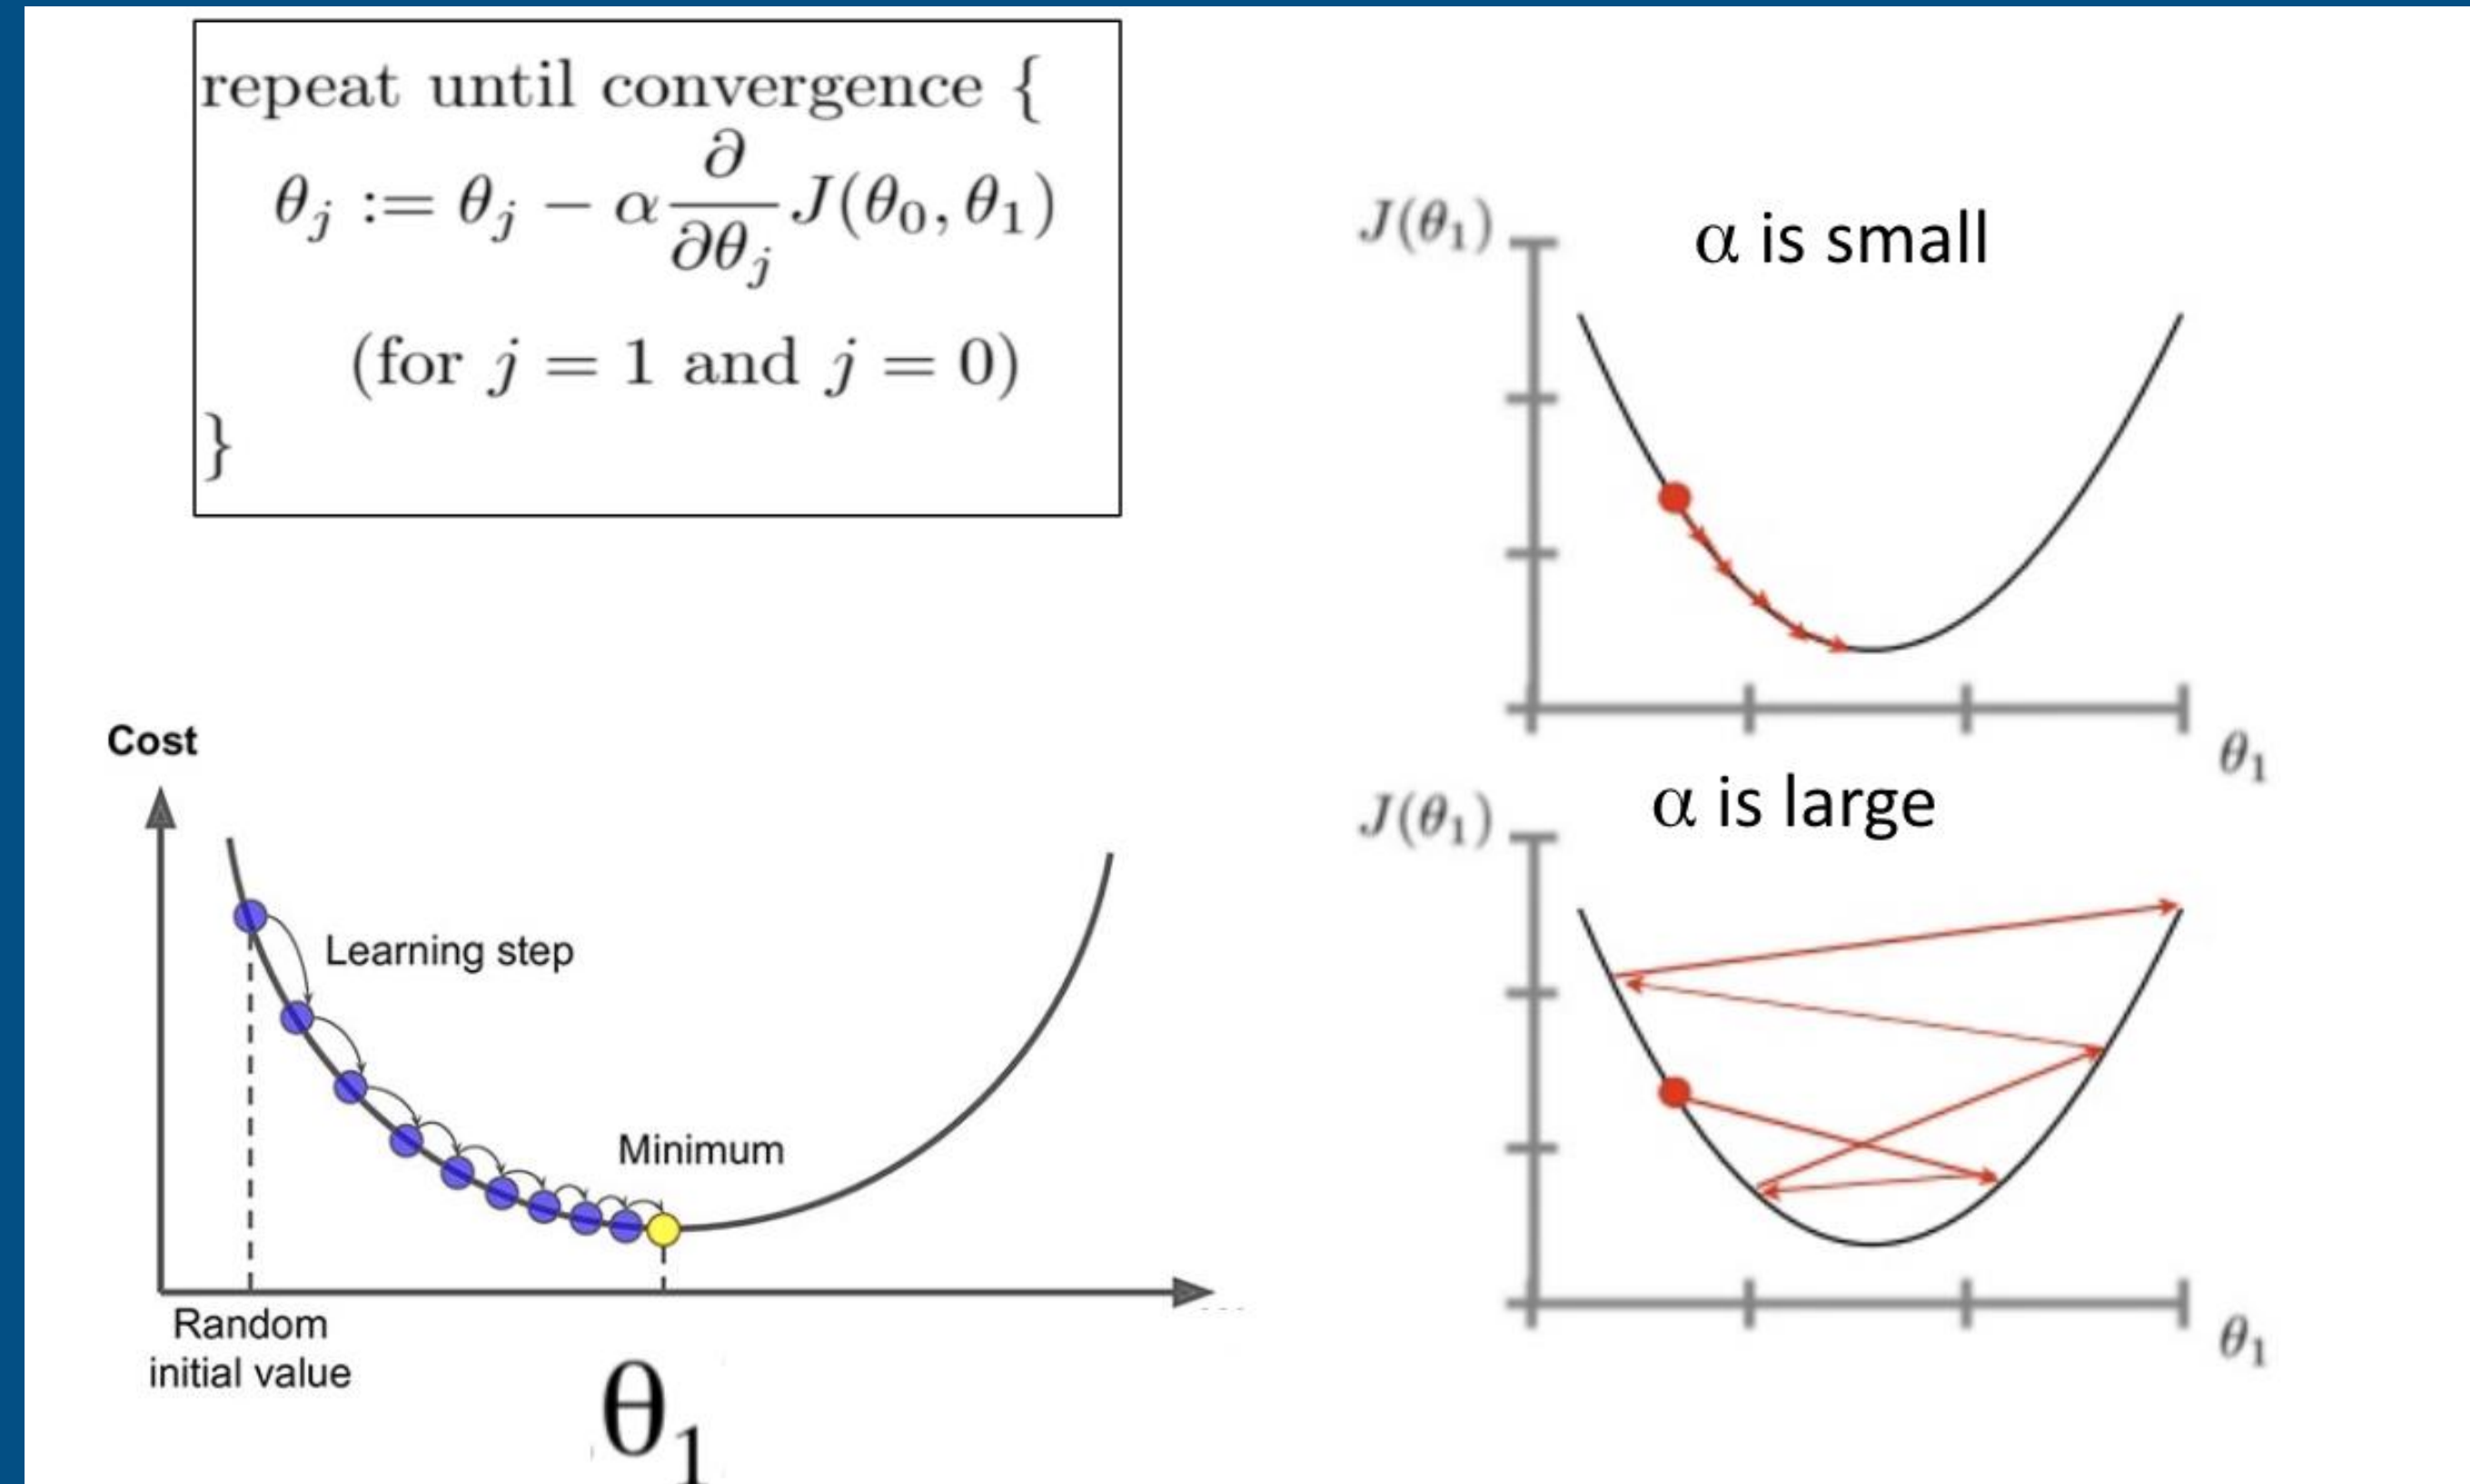 repeat until convergence {
θj := θj − α ∂/∂θj J(θ0, θ1)
(for j = 1 and j = 0)
}
J(θ1)
α is small
θ1
Cost
Learning step
Minimum
Random
initial value
θ1
J(θ1)
α is large
θ1